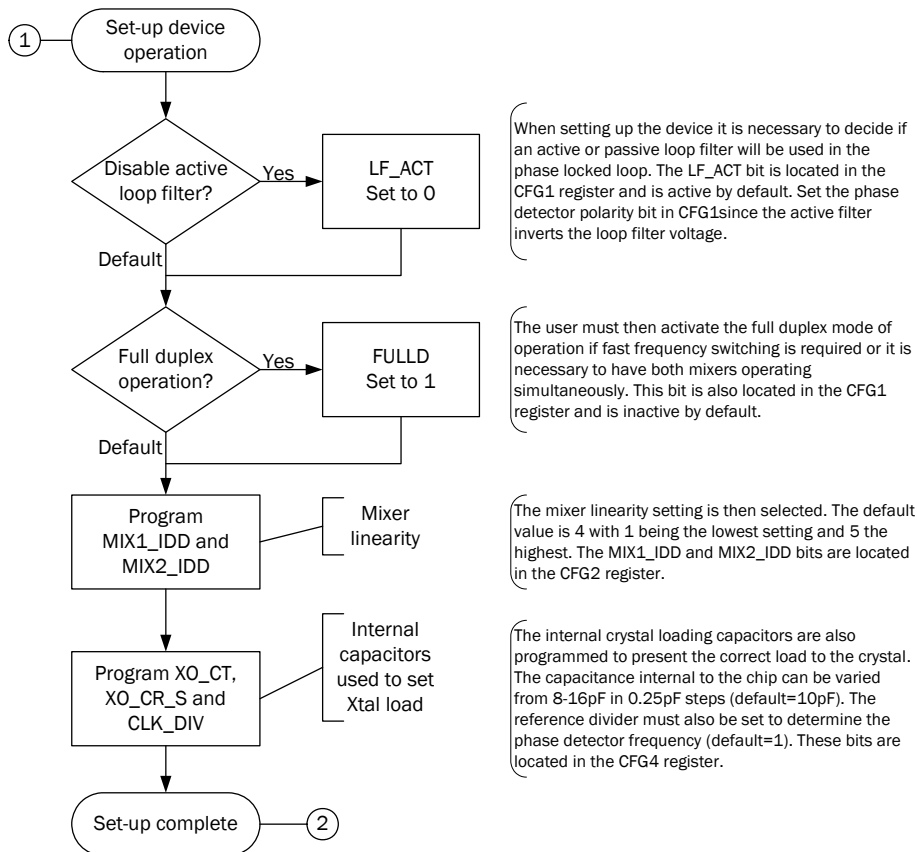 1
Set-up device
operation
Disable active
loop filter?
Yes
LF_ACT
Set to 0
Default
When setting up the device it is necessary to decide if
an active or passive loop filter will be used in the
phase locked loop. The LF_ACT bit is located in the
CFG1 register and is active by default. Set the phase
detector polarity bit in CFG1since the active filter
inverts the loop filter voltage.
Full duplex
operation?
Yes
FULLD
Set to 1
Default
The user must then activate the full duplex mode of
operation if fast frequency switching is required or it is
necessary to have both mixers operating
simultaneously. This bit is also located in the CFG1
register and is inactive by default.
Program
MIX1_IDD and
MIX2_IDD
Mixer
linearity
The mixer linearity setting is then selected. The default
value is 4 with 1 being the lowest setting and 5 the
highest. The MIX1_IDD and MIX2_IDD bits are located
in the CFG2 register.
Program XO_CT,
XO_CR_S and
CLK_DIV
Internal
capacitors
used to set
Xtal load
The internal crystal loading capacitors are also
programmed to present the correct load to the crystal.
The capacitance internal to the chip can be varied
from 8-16pF in 0.25pF steps (default=10pF). The
reference divider must also be set to determine the
phase detector frequency (default=1). These bits are
located in the CFG4 register.
Set-up complete
2